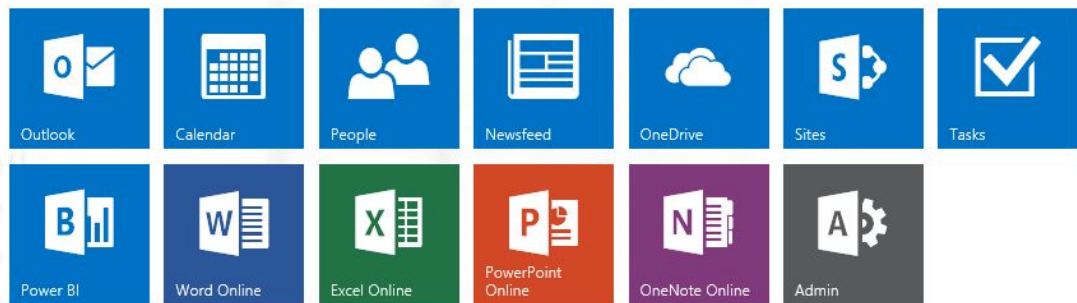 O
S
Outlook
Calendar
People
Newsfeed
OneDrive
Sites
Tasks
B
W
X
P
N
A
Power BI
Word Online
Excel Online
PowerPoint
Online
OneNote Online
Admin